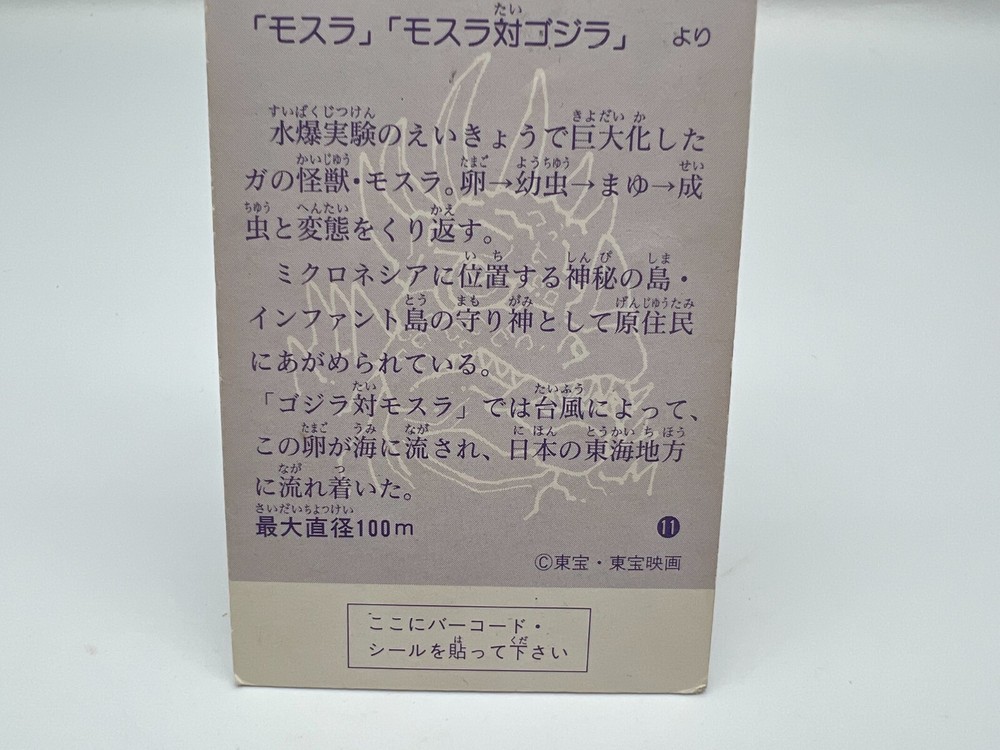 「モスラ」「モスラ対ゴジラ」 より
水爆実験のえいきょうで巨大化した
ガの怪獣・モスラ。卵→幼虫→まゆ→成
虫と変態をくり返す。
ミクロネシアに位置する神秘の島・
インファント島の守り神として原住民
にあがめられている。
「ゴジラ対モスラ」では台風によって、
この卵が海に流され、日本の東海地方
に流れ着いた。
最大直径100m
⓫
©東宝・東宝映画
ここにバーコード・
シールを貼って下さい